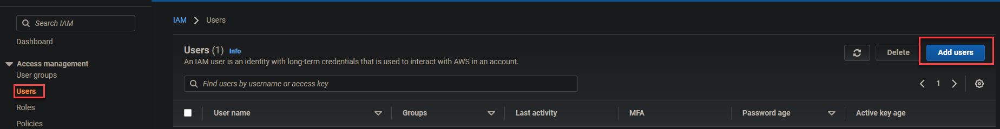 Search IAM
Dashboard
Access management
User groups
Users
Roles
Policies
IAM > Users
Users (1) Info
An IAM user is an identity with long-term credentials that is used to interact with AWS in an account.
Delete
Add users
Find users by username or access key
1
User name Groups Last activity MFA Password age Active key age